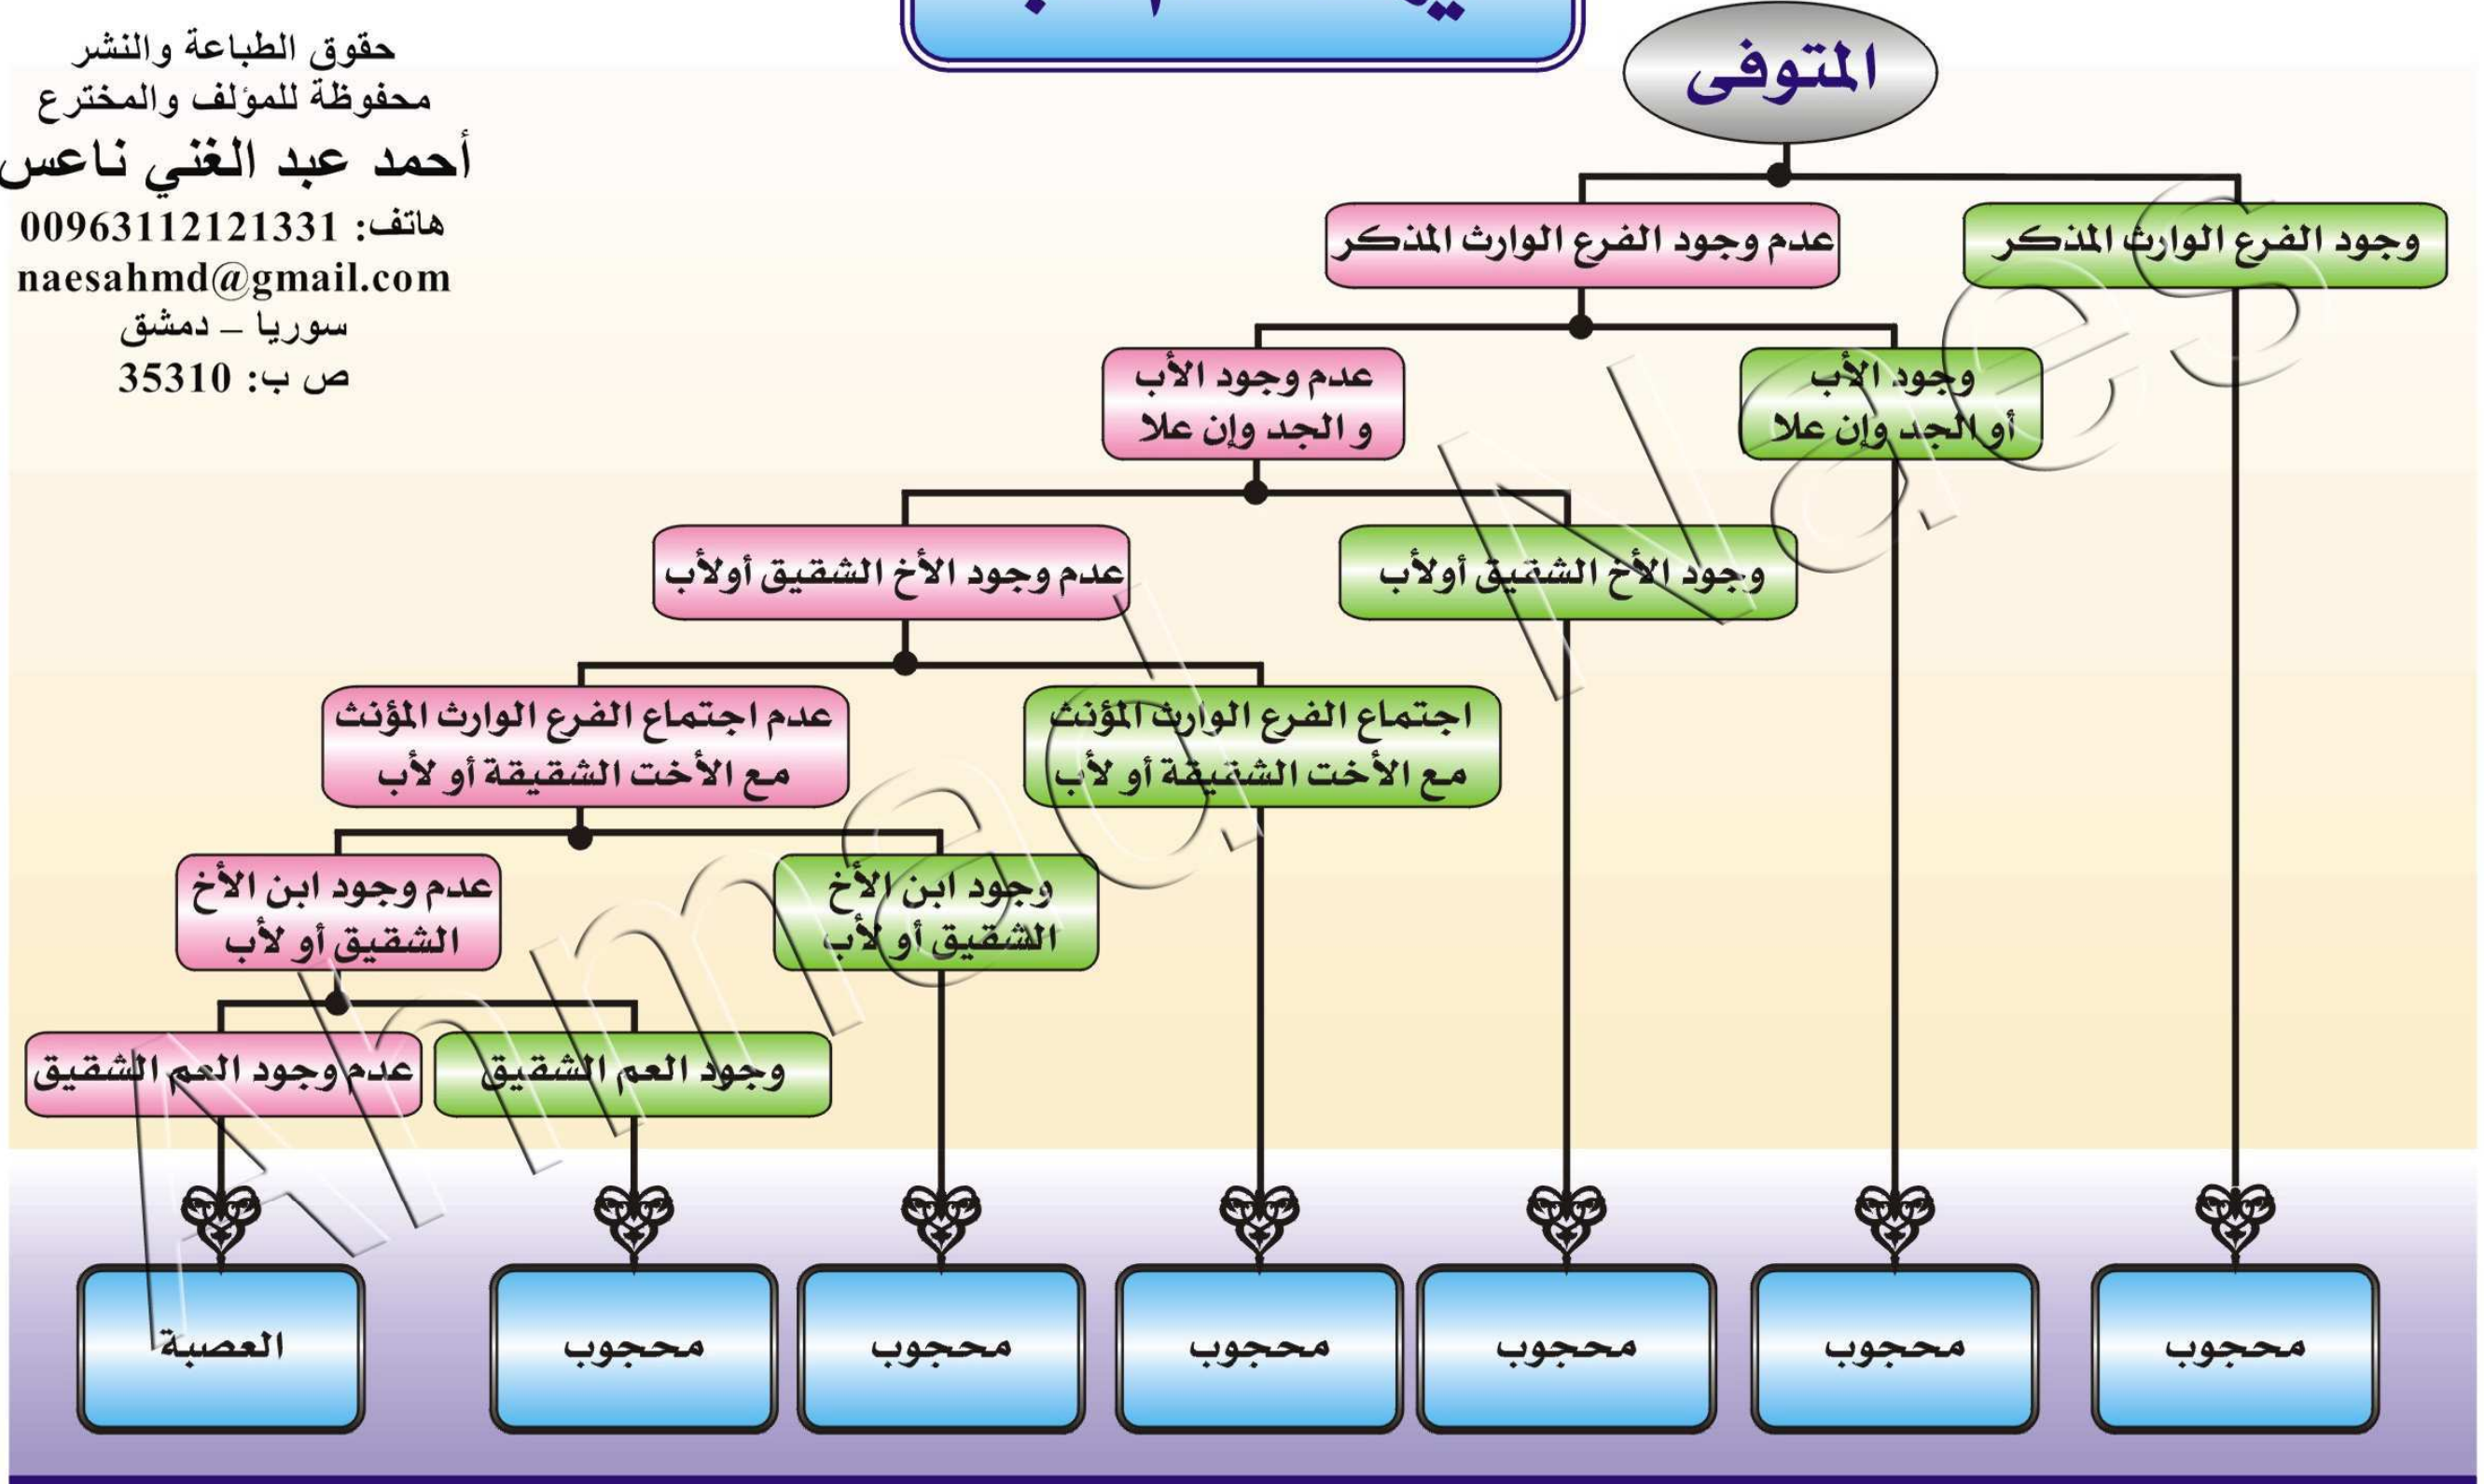 حقوق الطباعة والنشر
محفوظة للمؤلف والمخترع
أحمد عبد الغني ناعس
هاتف: 00963112121331
naesahmd@gmail.com
سوريا – دمشق
ص ب: 35310
المتوفى
وجود الفرع الوارث المذكر
عدم وجود الفرع الوارث المذكر
وجود الأب
أو الجد وإن علا
عدم وجود الأب
و الجد وإن علا
وجود الأخ الشقيق أولأب
عدم وجود الأخ الشقيق أولأب
اجتماع الفرع الوارث المؤنث
مع الأخت الشقيقة أو لأب
عدم اجتماع الفرع الوارث المؤنث
مع الأخت الشقيقة أو لأب
وجود ابن الأخ
الشقيق أو لأب
عدم وجود ابن الأخ
الشقيق أو لأب
وجود العم الشقيق
عدم وجود العم الشقيق
محجوب
محجوب
محجوب
محجوب
محجوب
محجوب
العصبة
Ahmad Naes